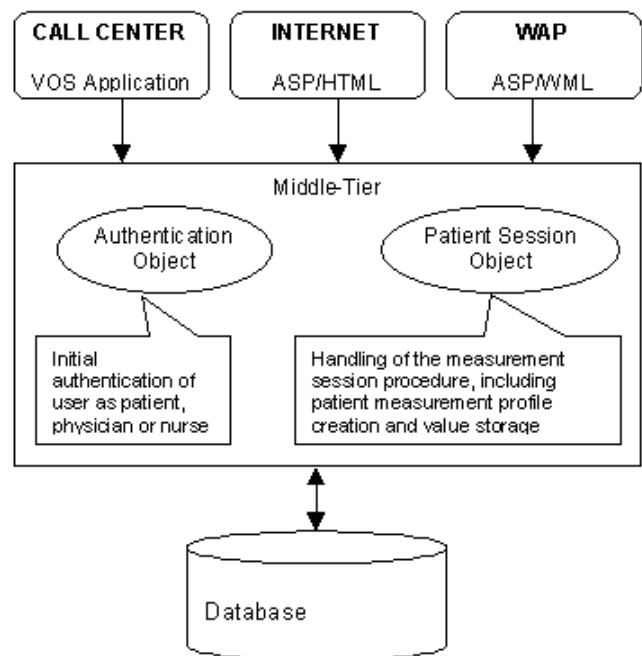 CALL CENTER
VOS Application
INTERNET
ASP/HTML
WAP
ASP/WML
Middle-Tier
Authentication
Object
Patient Session
Object
Initial
authentication of
user as patient,
physician or nurse
Handling of the measurement
session procedure, including
patient measurement profile
creation and value storage
Database